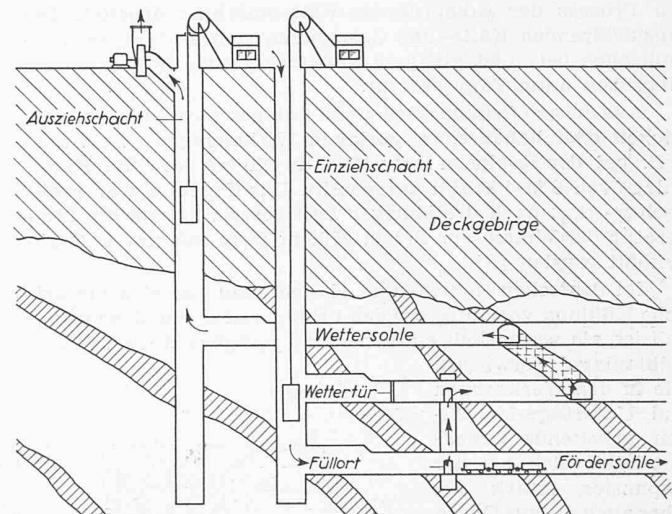 Ausziehschacht
Einziehschacht
Deckgebirge
Wettersohle
Wettertür
Füllort
Fördersohle